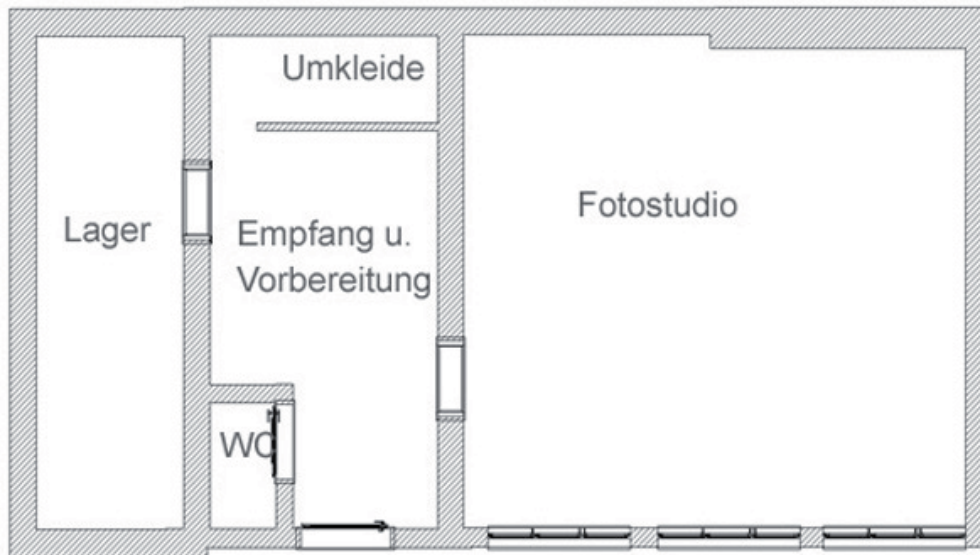 Umkleide
Fotostudio
Lager
Empfang u.
Vorbereitung
WC